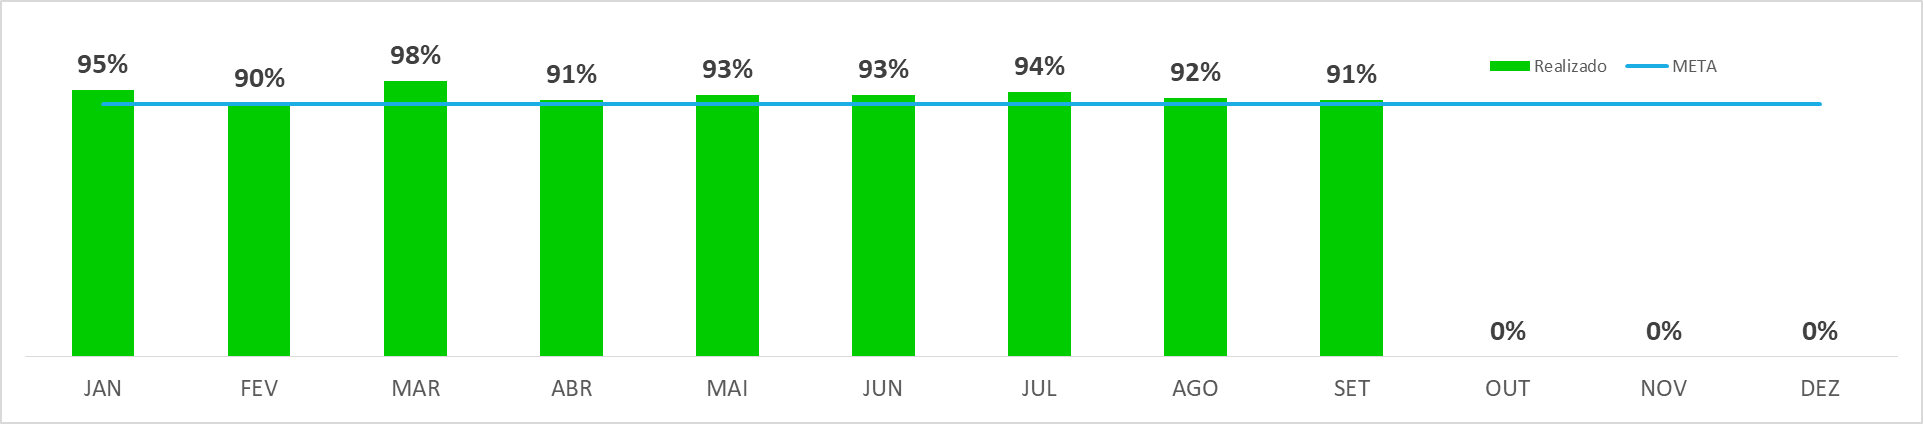 95% 90% 98% 91% 93% 93% 94% 92% 91%
Realizado META
0% 0% 0%
JAN FEV MAR ABR MAI JUN JUL AGO SET OUT NOV DEZ